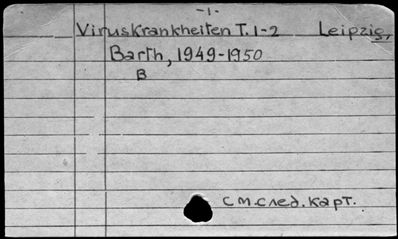 -1-
Viruskrankheiten T.1-2 Leipzig,
Barth, 1949-1950
В
см.след.карт.